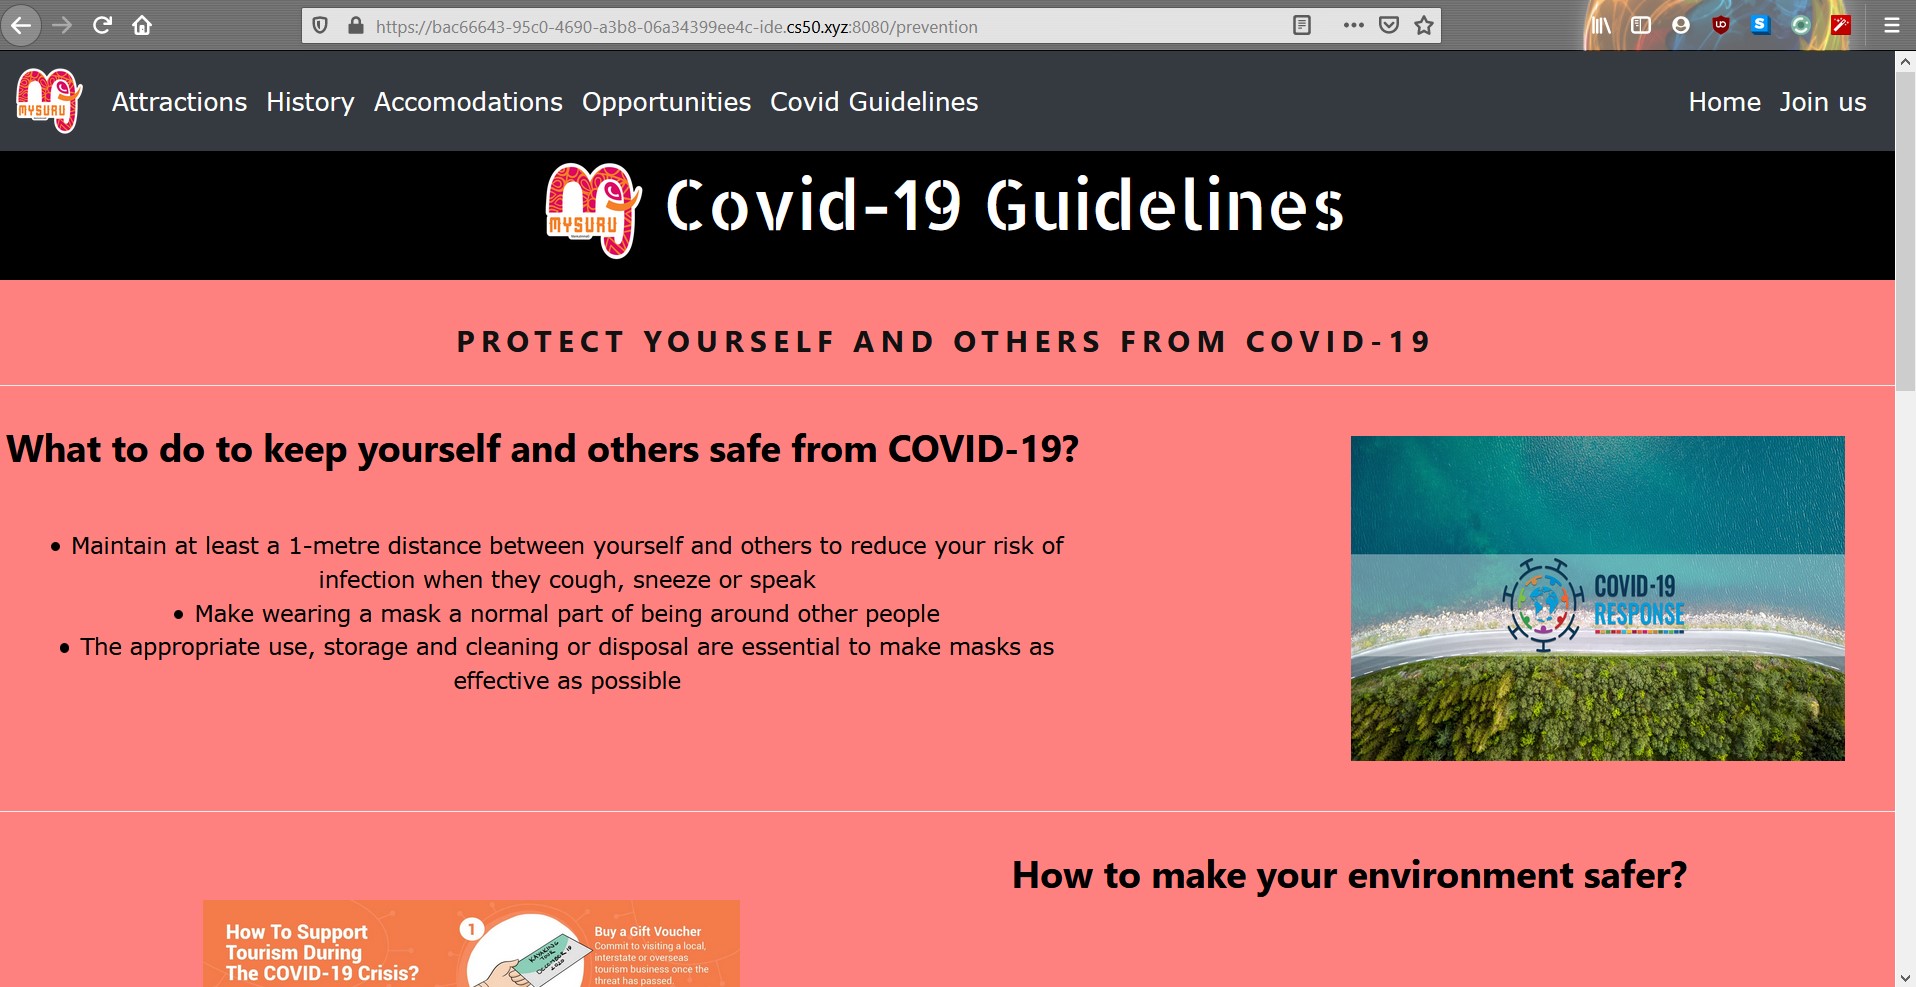 https://bac66643-95c0-4690-a3b8-06a34399ee4c-ide.cs50.xyz:8080/prevention
MYSURU
Attractions History Accomodations Opportunities Covid Guidelines Home Join us
MYSURU
Covid-19 Guidelines
PROTECT YOURSELF AND OTHERS FROM COVID-19
What to do to keep yourself and others safe from COVID-19?
• Maintain at least a 1-metre distance between yourself and others to reduce your risk of
infection when they cough, sneeze or speak
• Make wearing a mask a normal part of being around other people
• The appropriate use, storage and cleaning or disposal are essential to make masks as
effective as possible
COVID-19
RESPONSE
How to make your environment safer?
How To Support
Tourism During
The COVID-19 Crisis?
1
KAYAKING
TOUR
DECEMBER 19
2020
Buy a Gift Voucher
Commit to visiting a local,
interstate or overseas
tourism business once the
threat has passed.